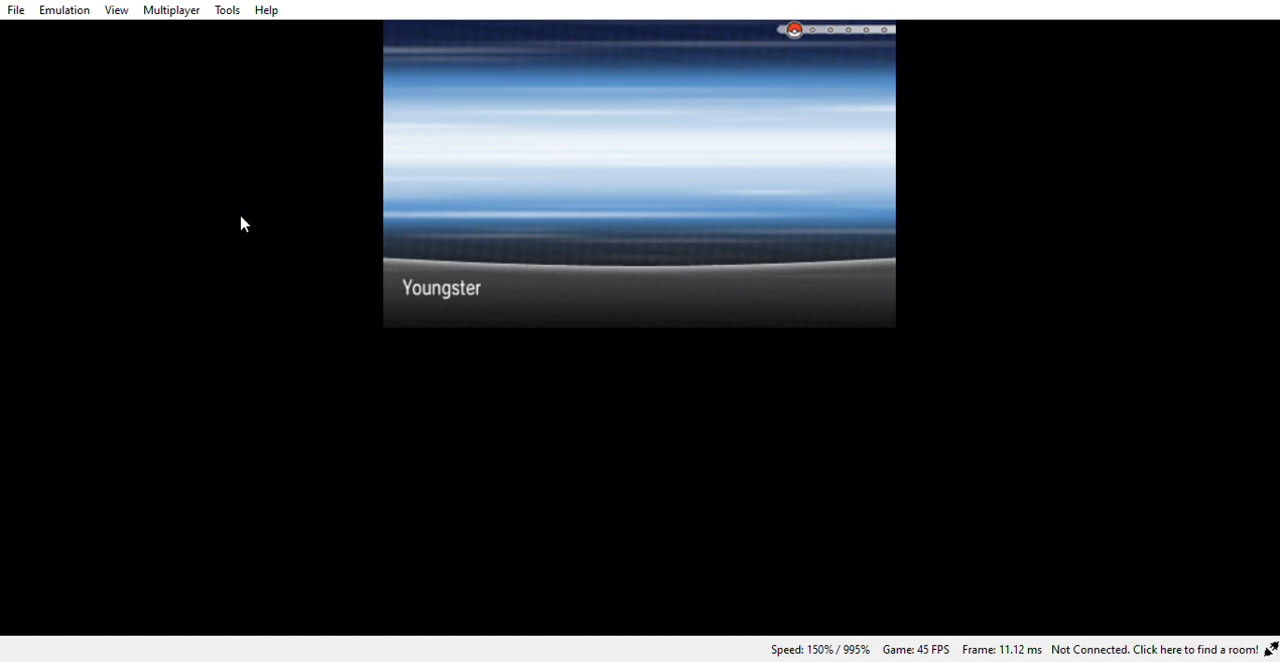 File Emulation View Multiplayer Tools Help
Youngster
Speed: 150% / 995% Game: 45 FPS Frame: 11.12 ms Not Connected. Click here to find a room!